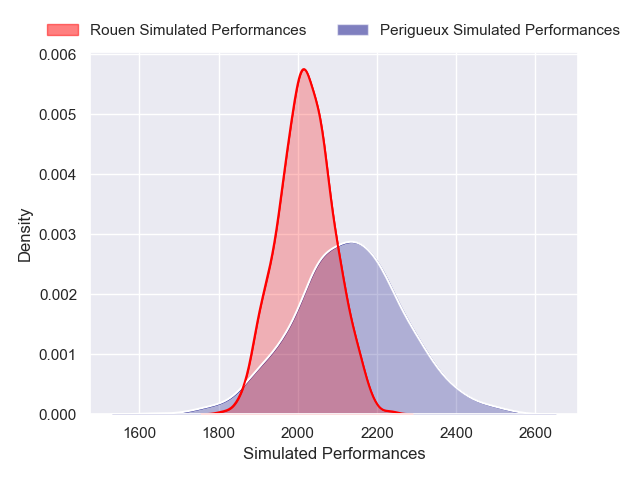 Rouen Simulated Performances
Perigueux Simulated Performances
0.006
0.005
0.004
0.003
0.002
0.001
0.000
Density
1600 1800 2000 2200 2400 2600
Simulated Performances